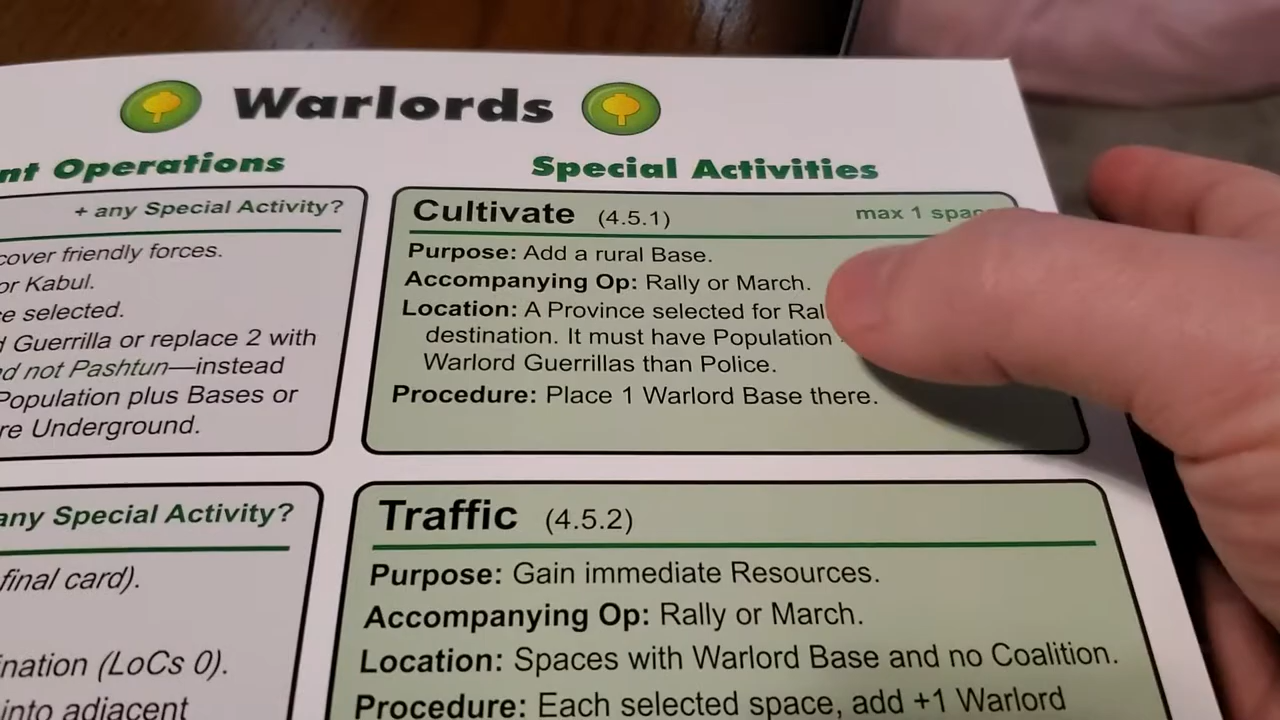 Warlords
nt Operations
Special Activities
+ any Special Activity?
cover friendly forces.
or Kabul.
e selected.
d Guerrilla or replace 2 with
d not Pashtun—instead
Population plus Bases or
re Underground.
Cultivate (4.5.1) max 1 spac
Purpose: Add a rural Base.
Accompanying Op: Rally or March.
Location: A Province selected for Ral
destination. It must have Population
Warlord Guerrillas than Police.
Procedure: Place 1 Warlord Base there.
any Special Activity?
final card).
ination (LoCs 0).
into adjacent
Traffic (4.5.2)
Purpose: Gain immediate Resources.
Accompanying Op: Rally or March.
Location: Spaces with Warlord Base and no Coalition.
Procedure: Each selected space, add +1 Warlord